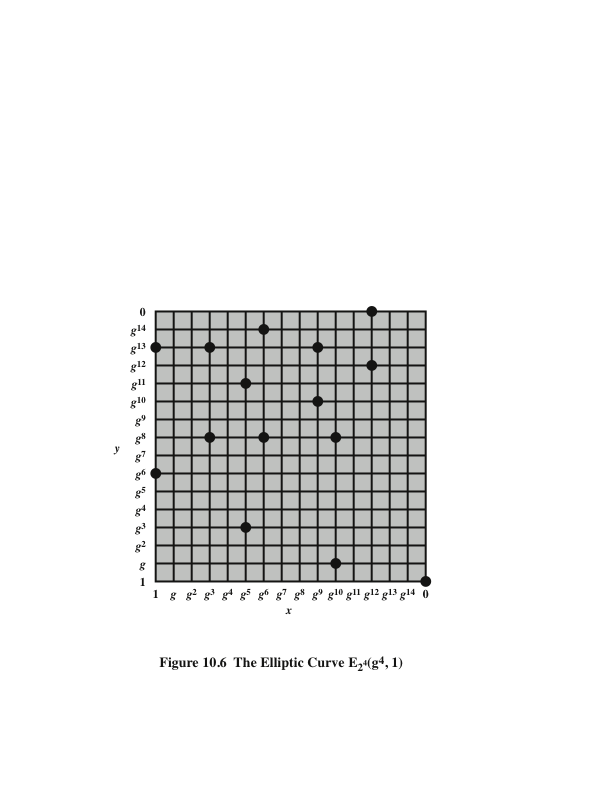 0
g¹⁴
g¹³
g¹²
g¹¹
g¹⁰
g⁹
g⁸
g⁷
y
g⁶
g⁵
g⁴
g³
g²
g
1
1 g g² g³ g⁴ g⁵ g⁶ g⁷ g⁸ g⁹ g¹⁰ g¹¹ g¹² g¹³ g¹⁴ 0
x
Figure 10.6 The Elliptic Curve E₂⁴(g⁴, 1)